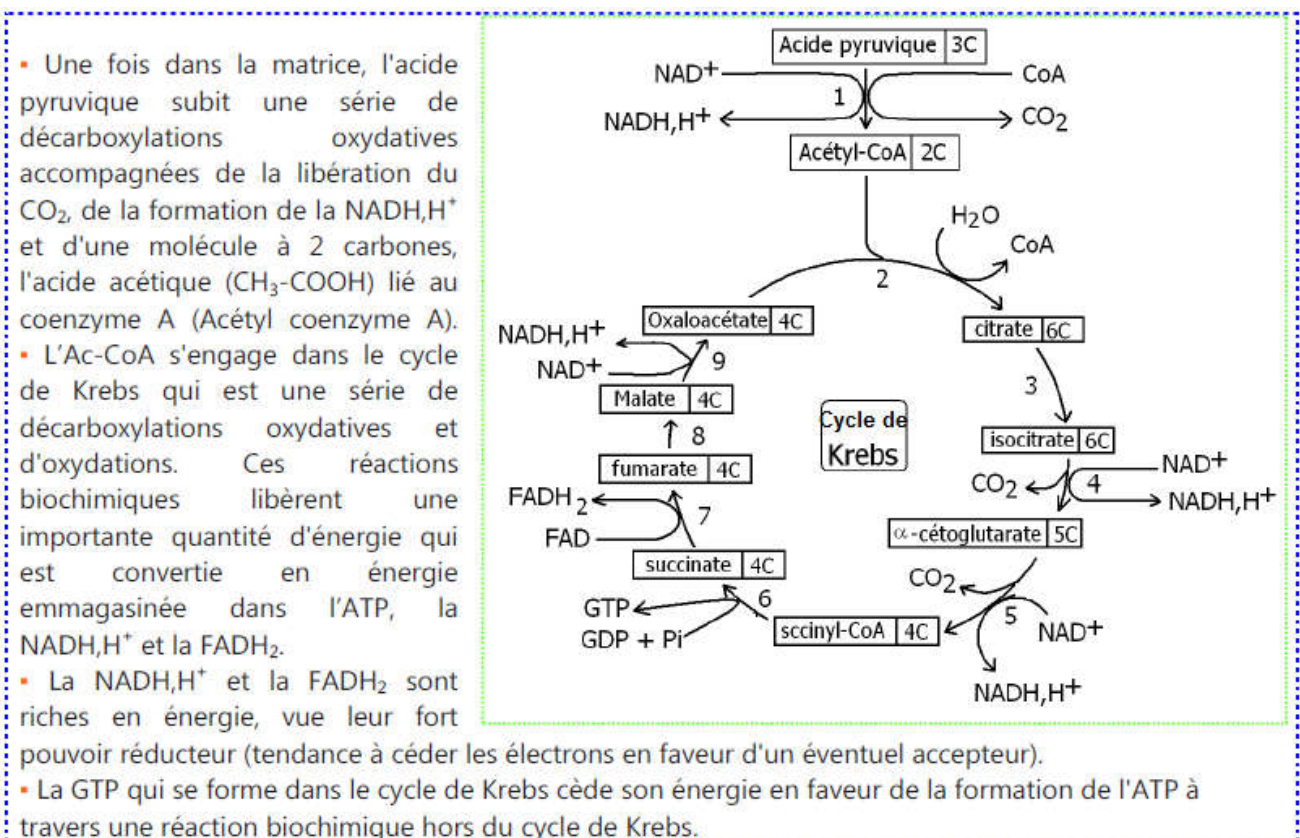 • Une fois dans la matrice, l'acide
pyruvique subit une série de
décarboxylations oxydatives
accompagnées de la libération du
CO₂, de la formation de la NADH,H⁺
et d'une molécule à 2 carbones,
l'acide acétique (CH₃-COOH) lié au
coenzyme A (Acétyl coenzyme A).
• L'Ac-CoA s'engage dans le cycle
de Krebs qui est une série de
décarboxylations oxydatives et
d'oxydations. Ces réactions
biochimiques libèrent une
importante quantité d'énergie qui
est convertie en énergie
emmagasinée dans l'ATP, la
NADH,H⁺ et la FADH₂.
• La NADH,H⁺ et la FADH₂ sont
riches en énergie, vue leur fort
pouvoir réducteur (tendance à céder les électrons en faveur d'un éventuel accepteur).
• La GTP qui se forme dans le cycle de Krebs cède son énergie en faveur de la formation de l'ATP à
travers une réaction biochimique hors du cycle de Krebs.
Acide pyruvique 3C
NAD+ CoA
1
NADH,H+ CO₂
Acétyl-CoA 2C
H₂O
CoA
2
Oxaloacétate 4C
citrate 6C
NADH,H+
NAD+
9
3
Malate 4C
Cycle de
Krebs
8
isocitrate 6C
fumarate 4C
NAD+
CO₂ 4
NADH,H+
FADH₂
7
FAD
α-cétoglutarate 5C
succinate 4C
CO₂
6
GTP
GDP + Pi
sccinyl-CoA 4C
5
NAD+
NADH,H+